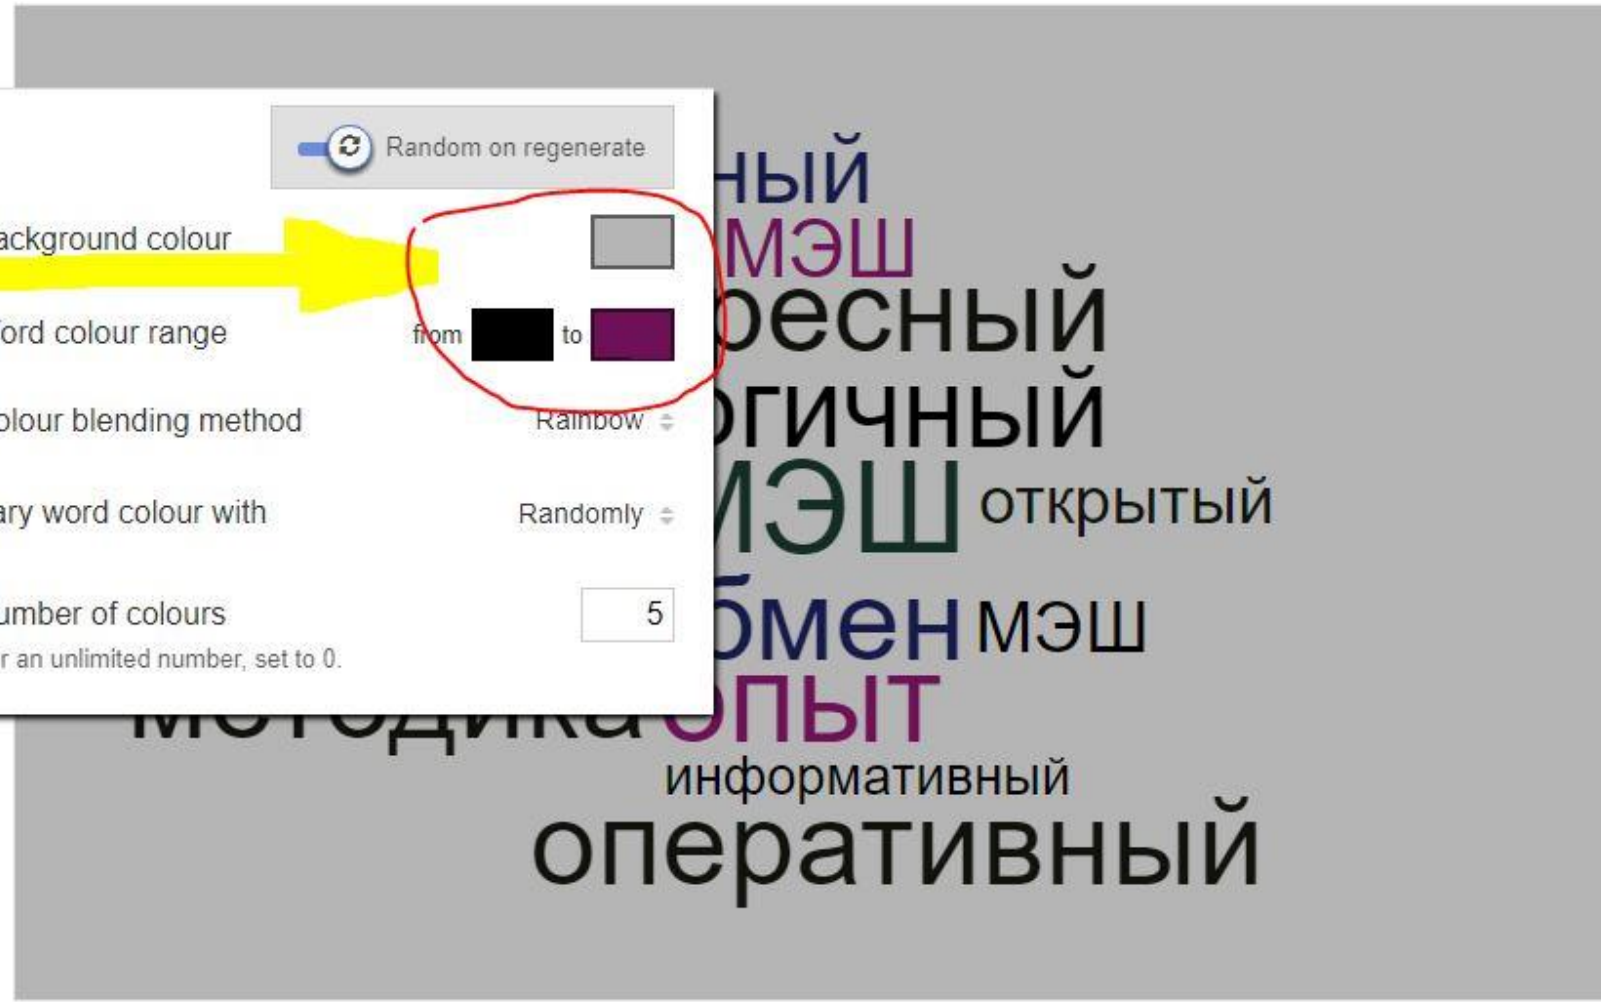 Random on regenerate
ackground colour
ord colour range
from to
olour blending method
Rainbow
ary word colour with
Randomly
umber of colours
5
r an unlimited number, set to 0.
ный
МЭШ
ресный
огичный
МЭШ открытый
обмен МЭШ
методика опыт
информативный
оперативный